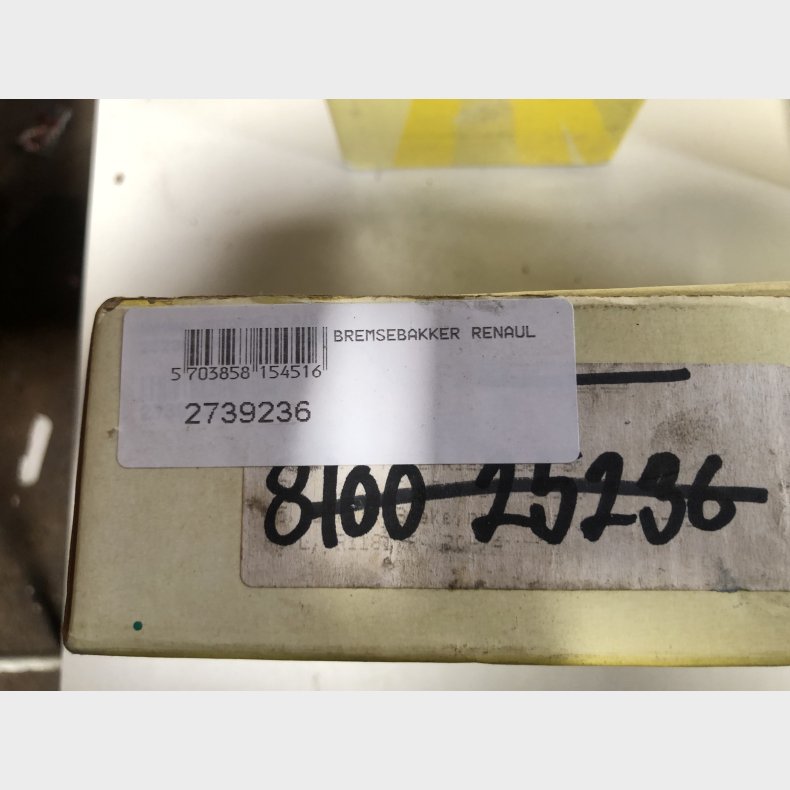 BREMSEBAKKER RENAUL
5 703858 154516
2739236
8100 25236